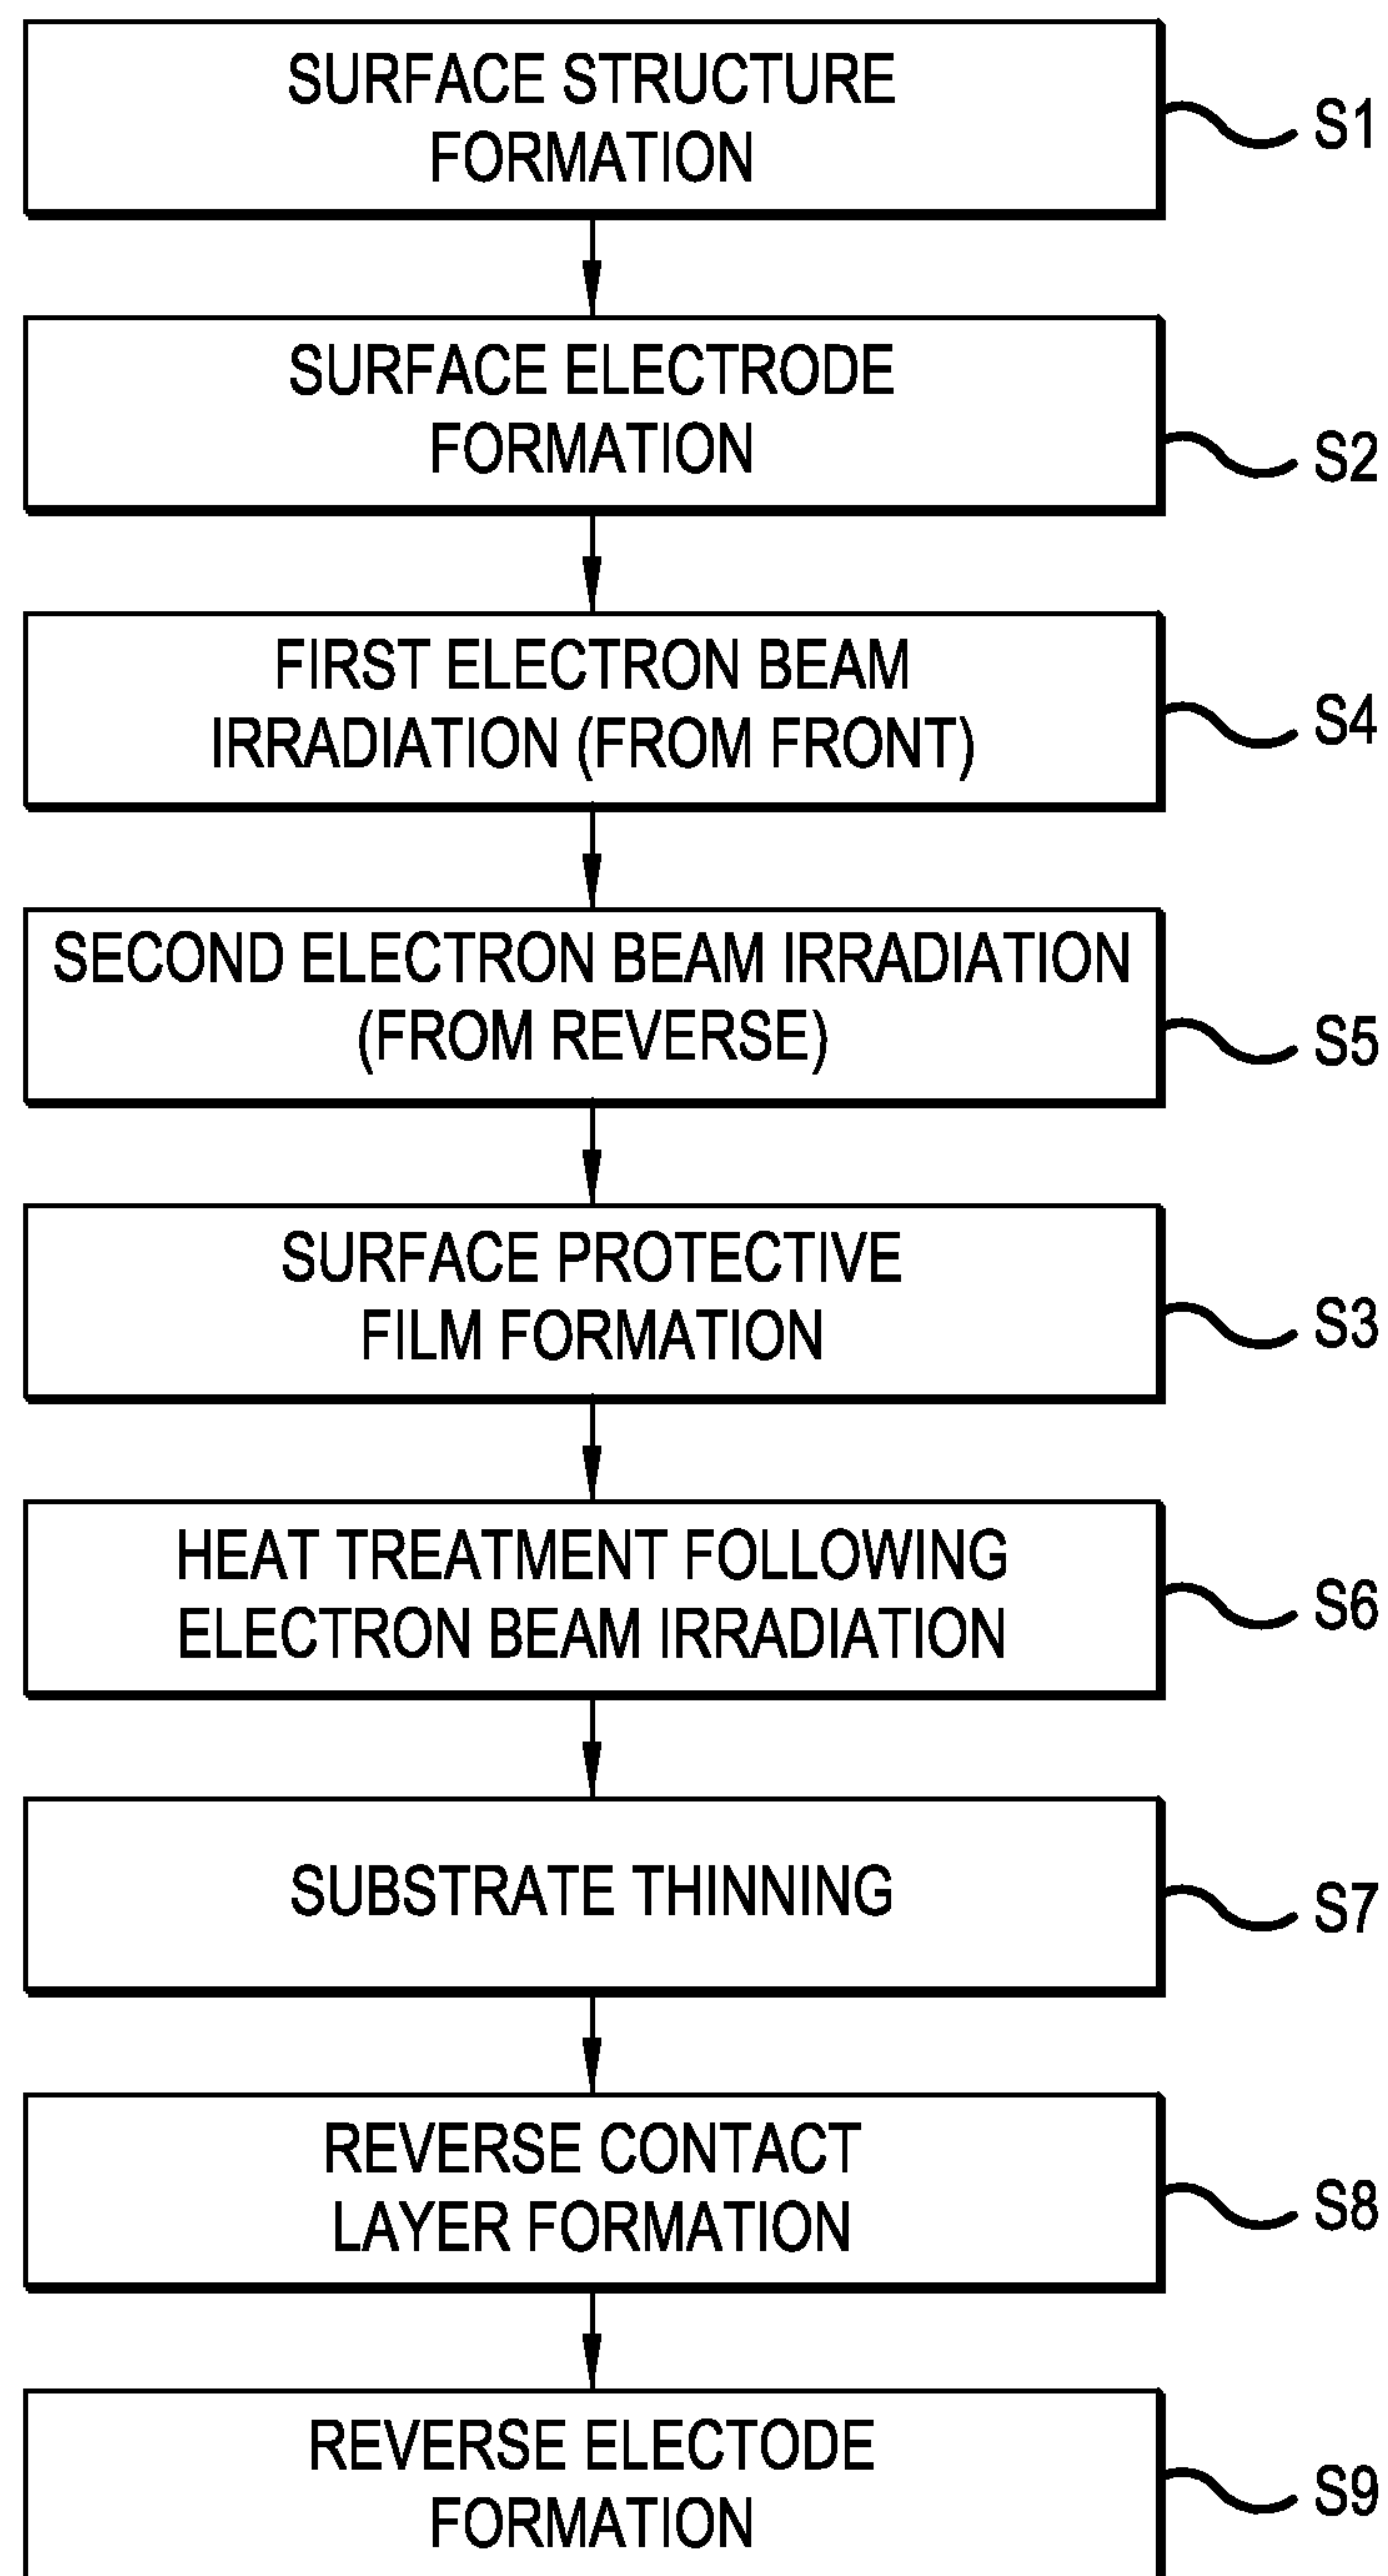 SURFACE STRUCTURE
FORMATION
S1
SURFACE ELECTRODE
FORMATION
S2
FIRST ELECTRON BEAM
IRRADIATION (FROM FRONT)
S4
SECOND ELECTRON BEAM IRRADIATION
(FROM REVERSE)
S5
SURFACE PROTECTIVE
FILM FORMATION
S3
HEAT TREATMENT FOLLOWING
ELECTRON BEAM IRRADIATION
S6
SUBSTRATE THINNING
S7
REVERSE CONTACT
LAYER FORMATION
S8
REVERSE ELECTODE
FORMATION
S9